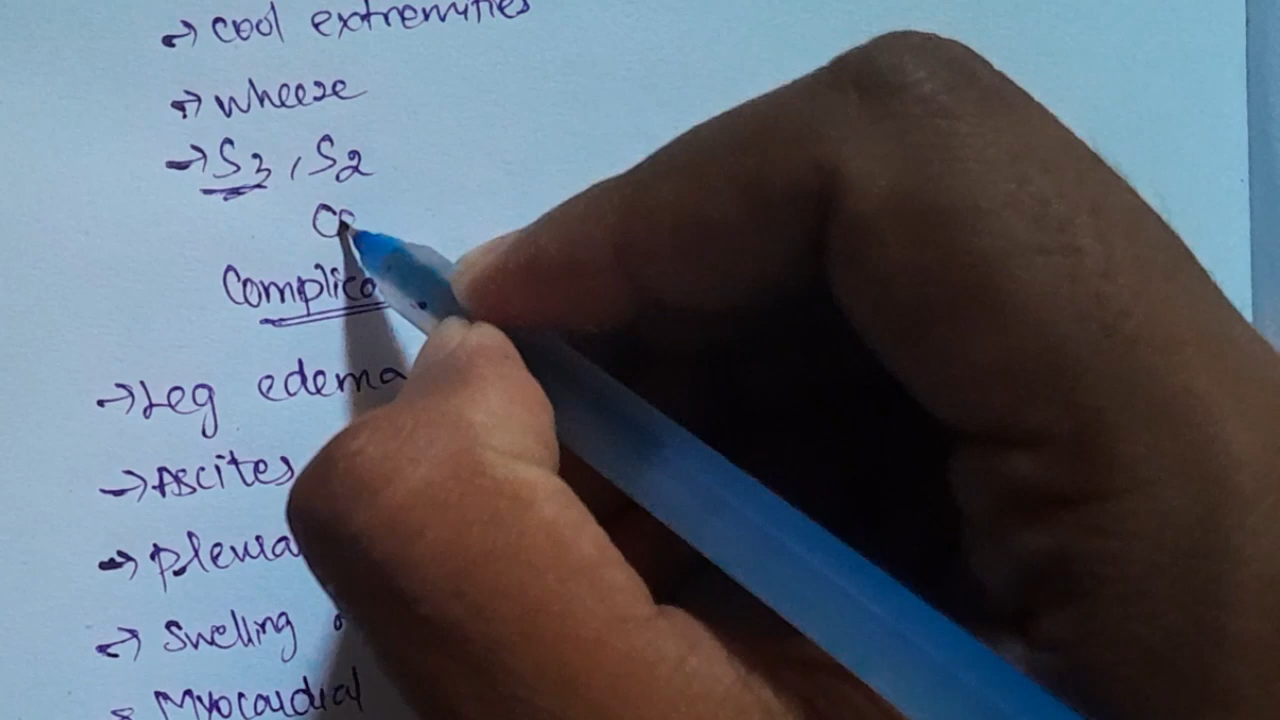 → cool extremities
→ wheeze
→ S3, S2
Complica
→ Leg edema
→ Ascites
→ pleura
→ swelling
Myocardial